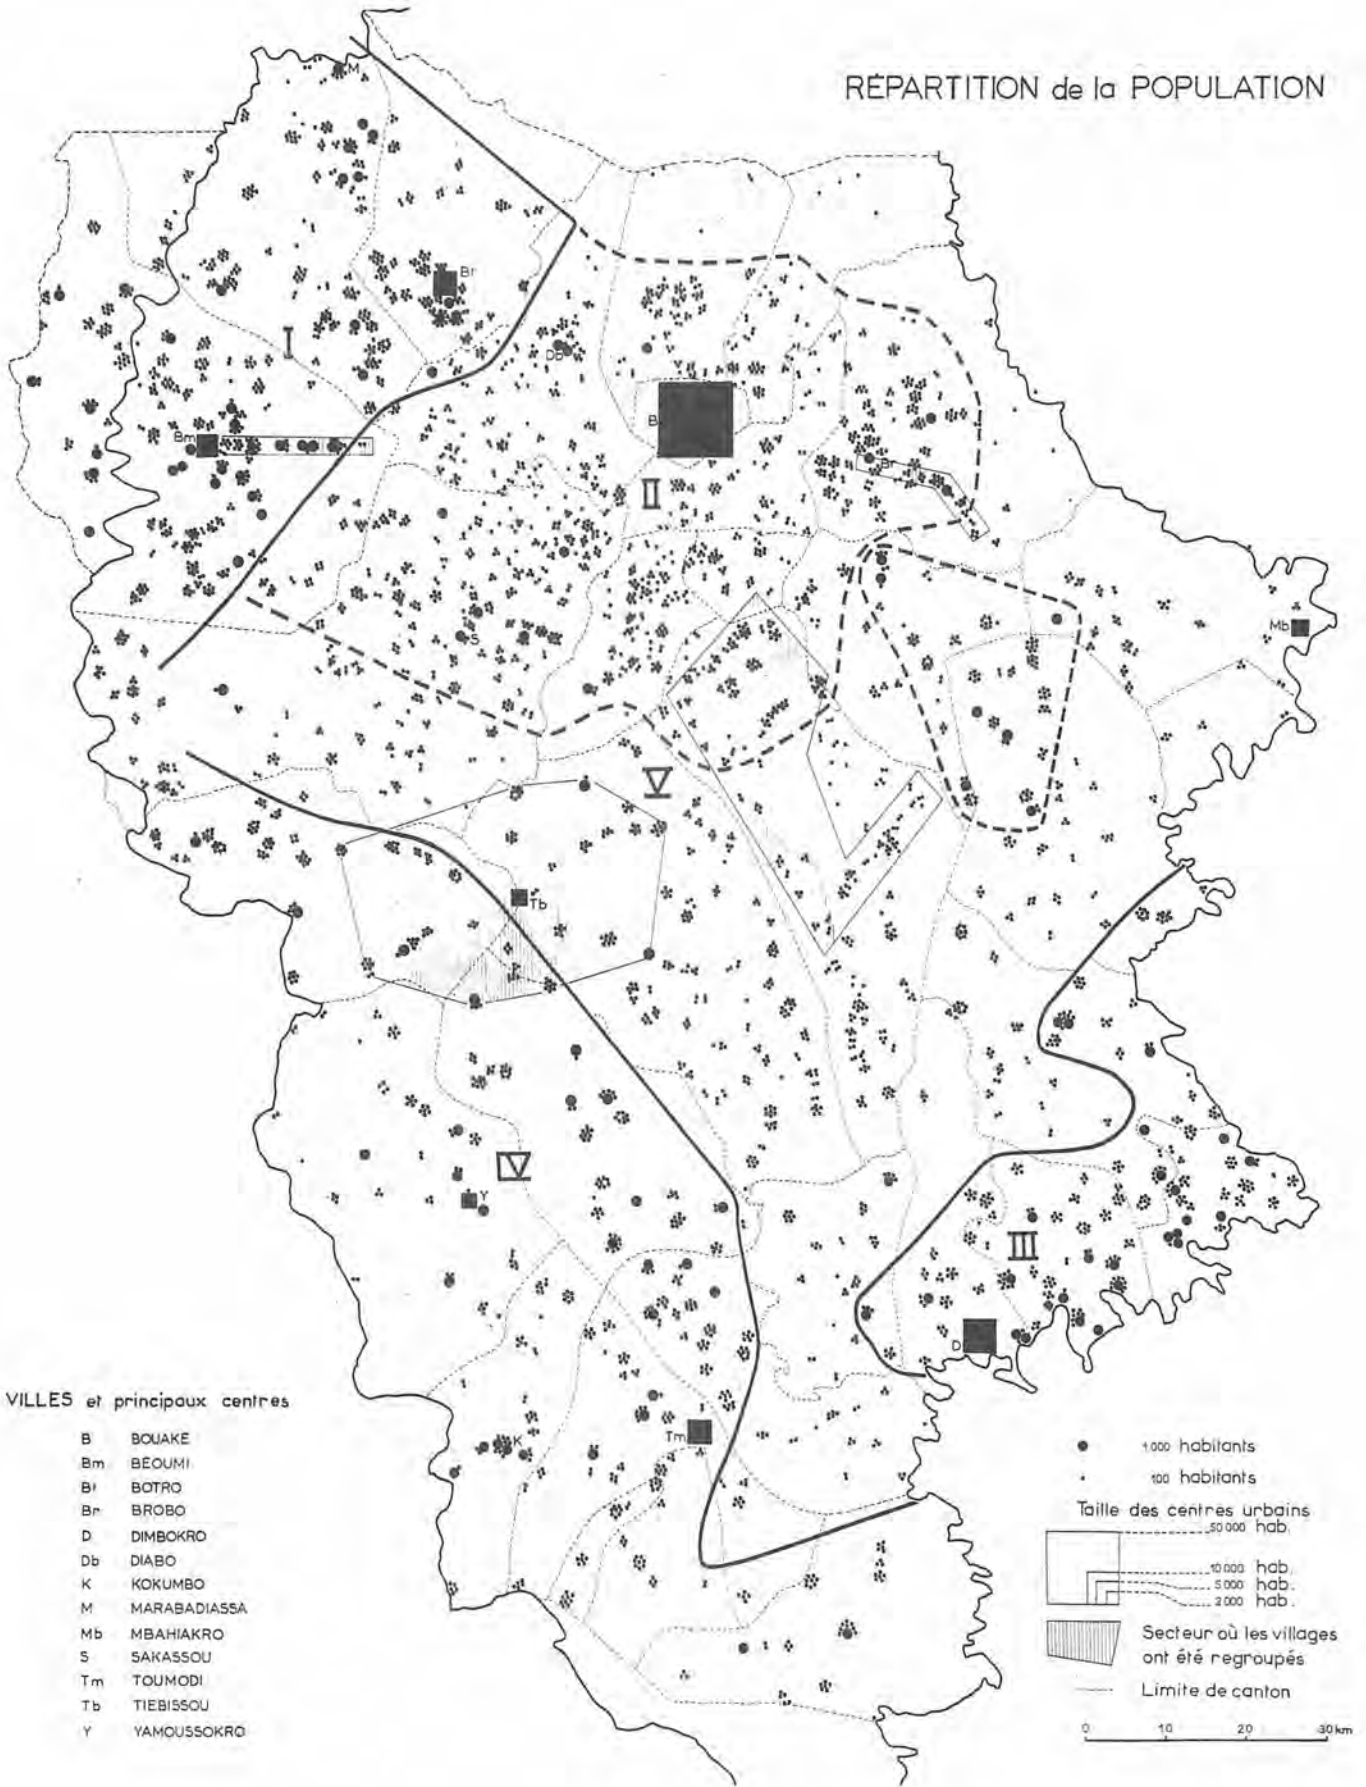 RÉPARTITION de la POPULATION
M
Bt
I
Db
Y
B
Bm
Br
II
S
Mb
V
Tb
Y
IV
III
D
K
Tm
VILLES et principaux centres
B BOUAKÉ
Bm BÉOUMI
Bt BOTRO
Br BROBO
D DIMBOKRO
Db DIABO
K KOKUMBO
M MARABADIASSA
Mb MBAHIAKRO
S SAKASSOU
Tm TOUMODI
Tb TIEBISSOU
Y YAMOUSSOKRO
1.000 habitants
100 habitants
Taille des centres urbains
50 000 hab.
10 000 hab.
5 000 hab.
2 000 hab.
Secteur où les villages
ont été regroupés
Limite de canton
0 10 20 30 km